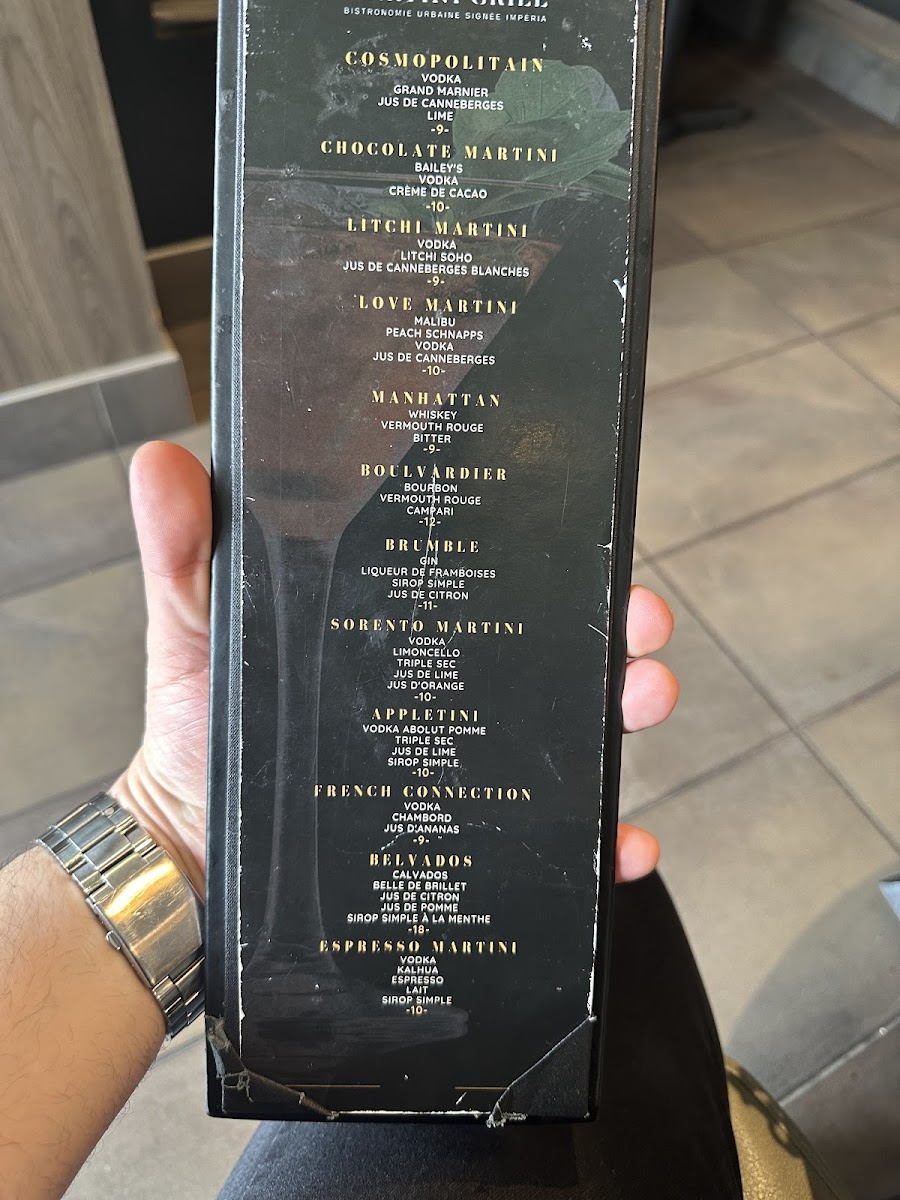 BISTRONOMIE URBAINE SIGNÉE IMPÉRIA
COSMOPOLITAIN
VODKA
GRAND MARNIER
JUS DE CANNEBERGES
LIME
-9-
CHOCOLATE MARTINI
BAILEY'S
VODKA
CRÈME DE CACAO
-10-
LITCHI MARTINI
VODKA
LITCHI SOHO
JUS DE CANNEBERGES BLANCHES
-9-
LOVE MARTINI
MALIBU
PEACH SCHNAPPS
VODKA
JUS DE CANNEBERGES
-10-
MANHATTAN
WHISKEY
VERMOUTH ROUGE
BITTER
-9-
BOULVARDIER
BOURBON
VERMOUTH ROUGE
CAMPARI
-12-
BRUMBLE
GIN
LIQUEUR DE FRAMBOISES
SIROP SIMPLE
JUS DE CITRON
-11-
SORENTO MARTINI
VODKA
LIMONCELLO
TRIPLE SEC
JUS DE LIME
JUS D'ORANGE
-10-
APPLETINI
VODKA ABOLUT POMME
TRIPLE SEC
JUS DE LIME
SIROP SIMPLE
-10-
FRENCH CONNECTION
VODKA
CHAMBORD
JUS D'ANANAS
-9-
BELVADOS
CALVADOS
BELLE DE BRILLET
JUS DE CITRON
JUS DE POMME
SIROP SIMPLE À LA MENTHE
-18-
ESPRESSO MARTINI
VODKA
KALHUA
ESPRESSO
LAIT
SIROP SIMPLE
-10-